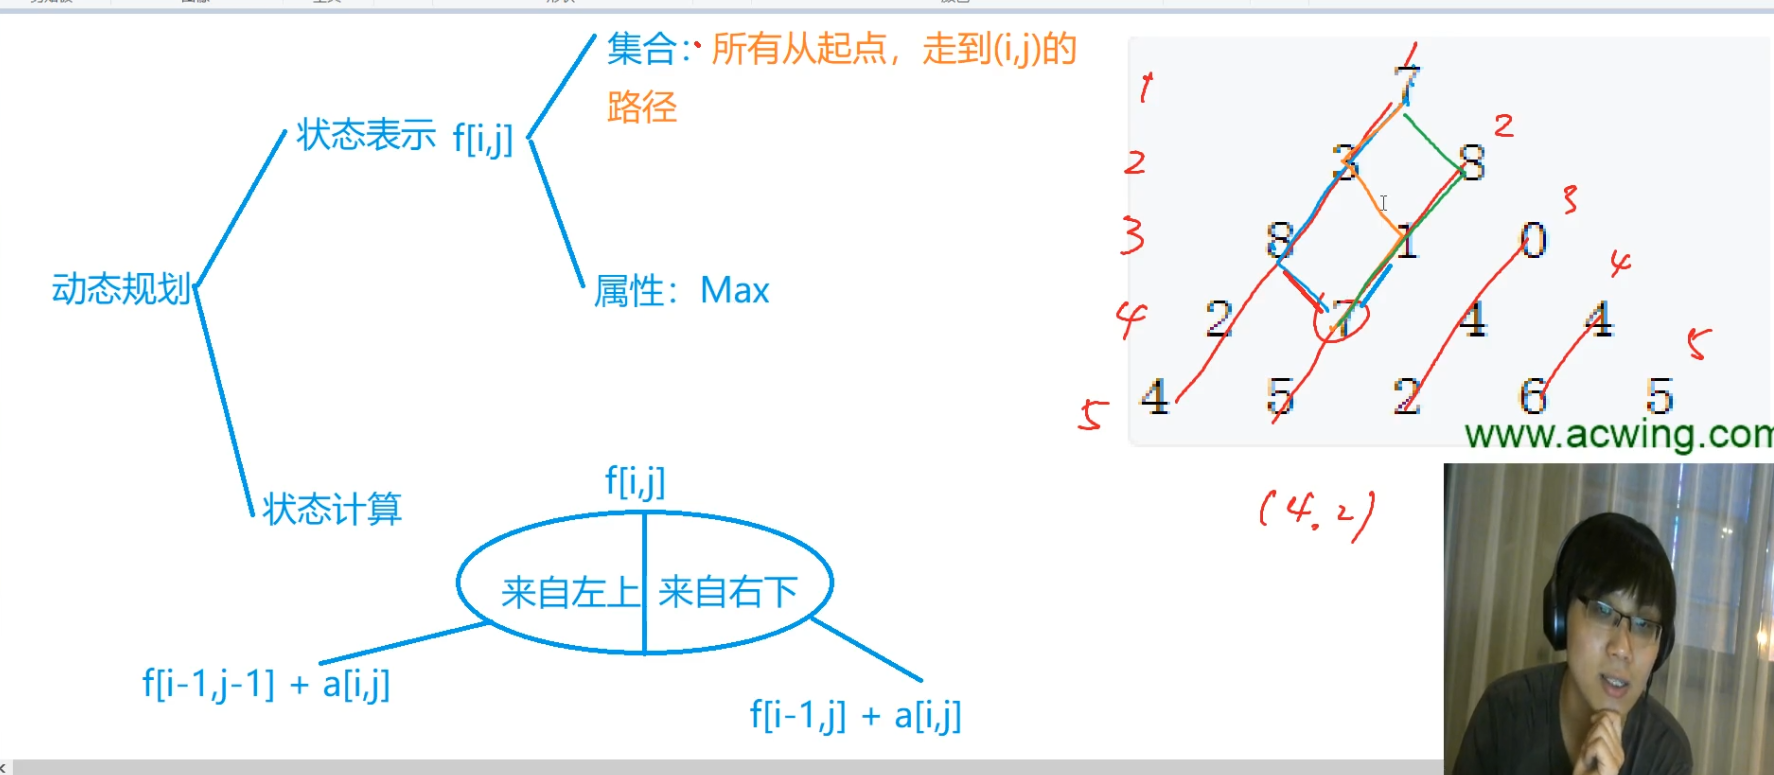 集合：所有从起点，走到(i,j)的
路径
状态表示 f[i,j]
动态规划
属性：Max
状态计算
f[i,j]
来自左上 来自右下
f[i-1,j-1] + a[i,j]
f[i-1,j] + a[i,j]
1 7
2 3 8 2
3 8 1 0 3
4 2 7 4 4 4
5 4 5 2 6 5 5
www.acwing.com
(4.2)